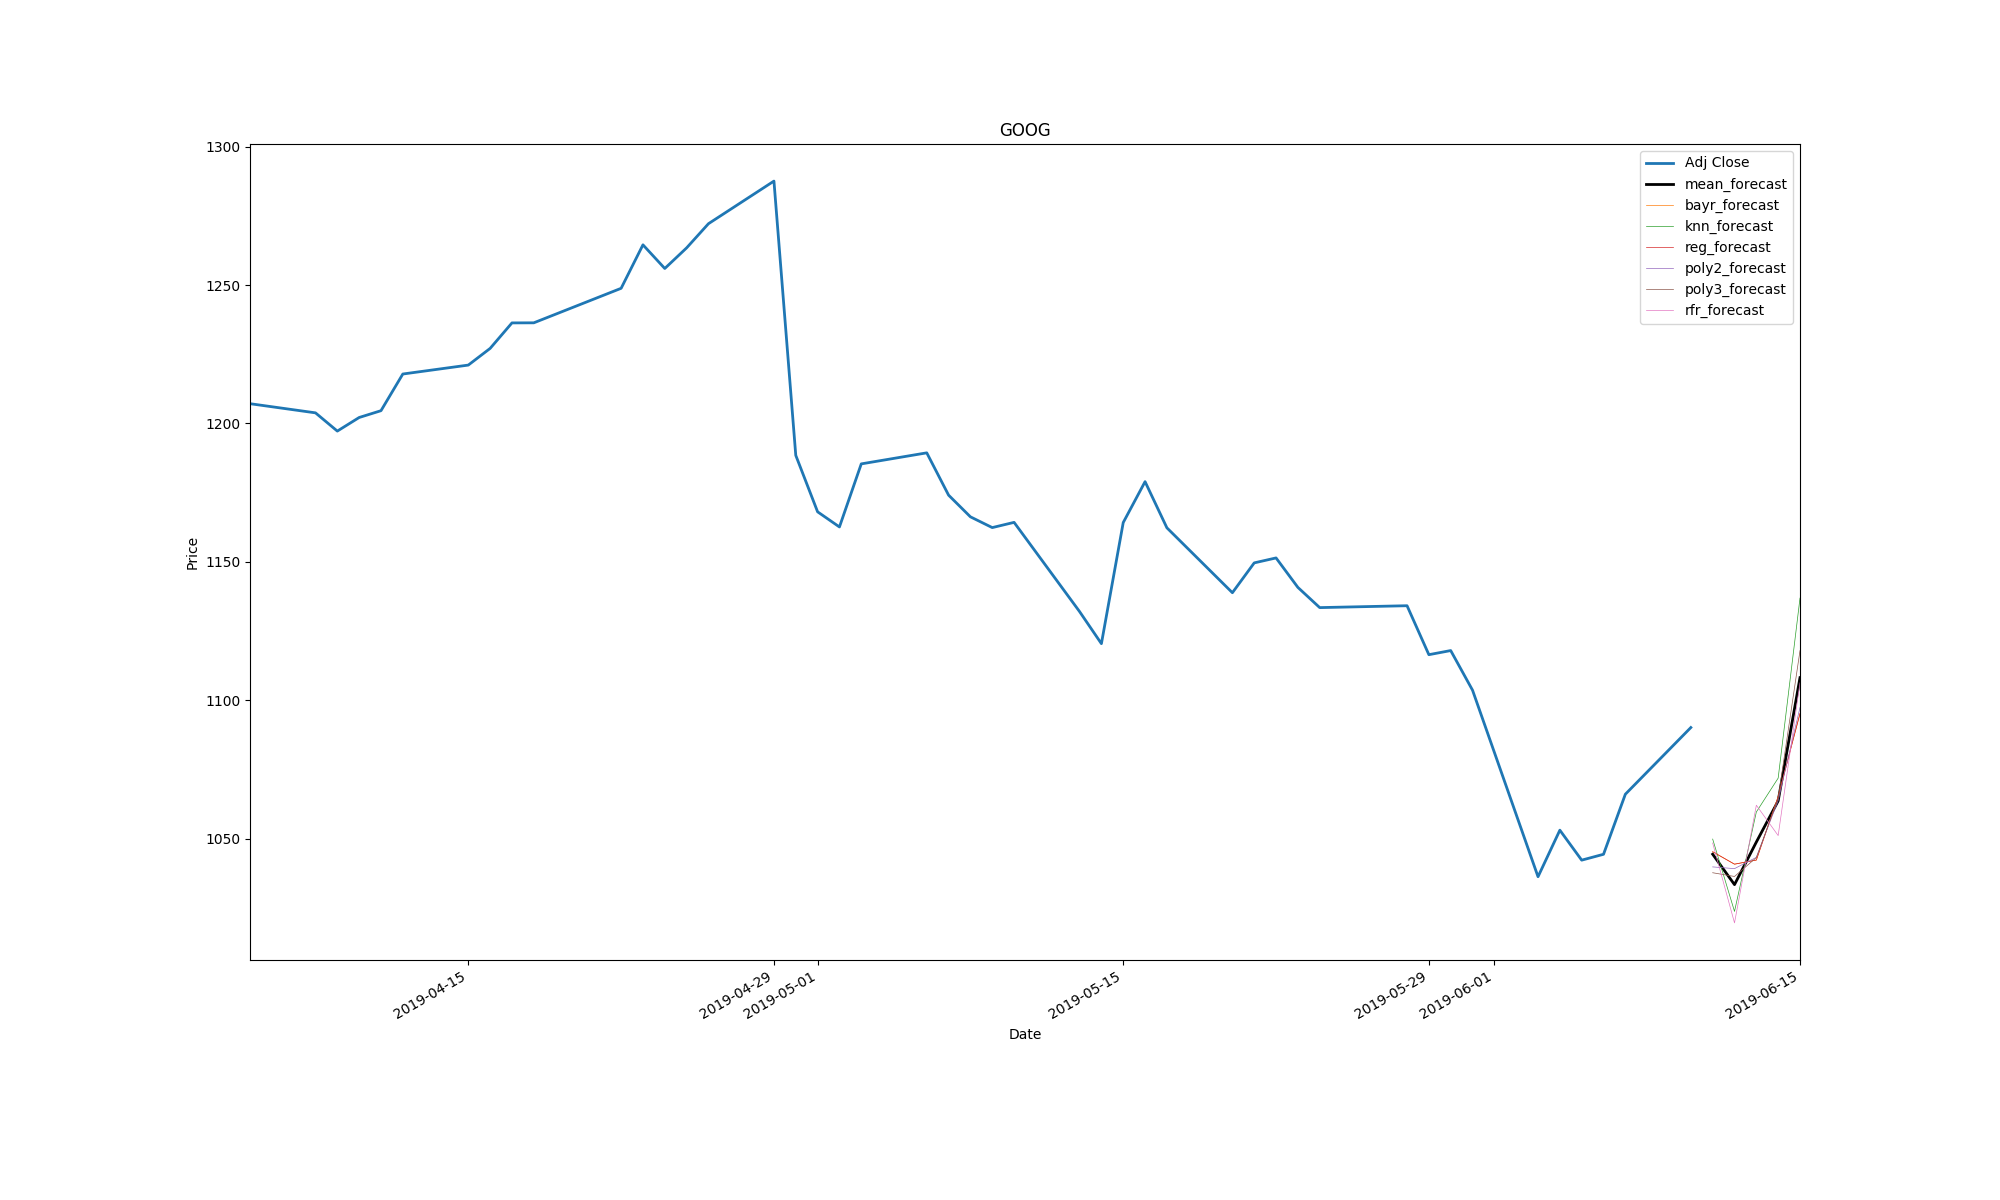 GOOG
1300
1250
1200
1150
1100
1050
Price
Adj Close
mean_forecast
bayr_forecast
knn_forecast
reg_forecast
poly2_forecast
poly3_forecast
rfr_forecast
2019-04-15
2019-04-29
2019-05-01
2019-05-15
2019-05-29
2019-06-01
2019-06-15
Date